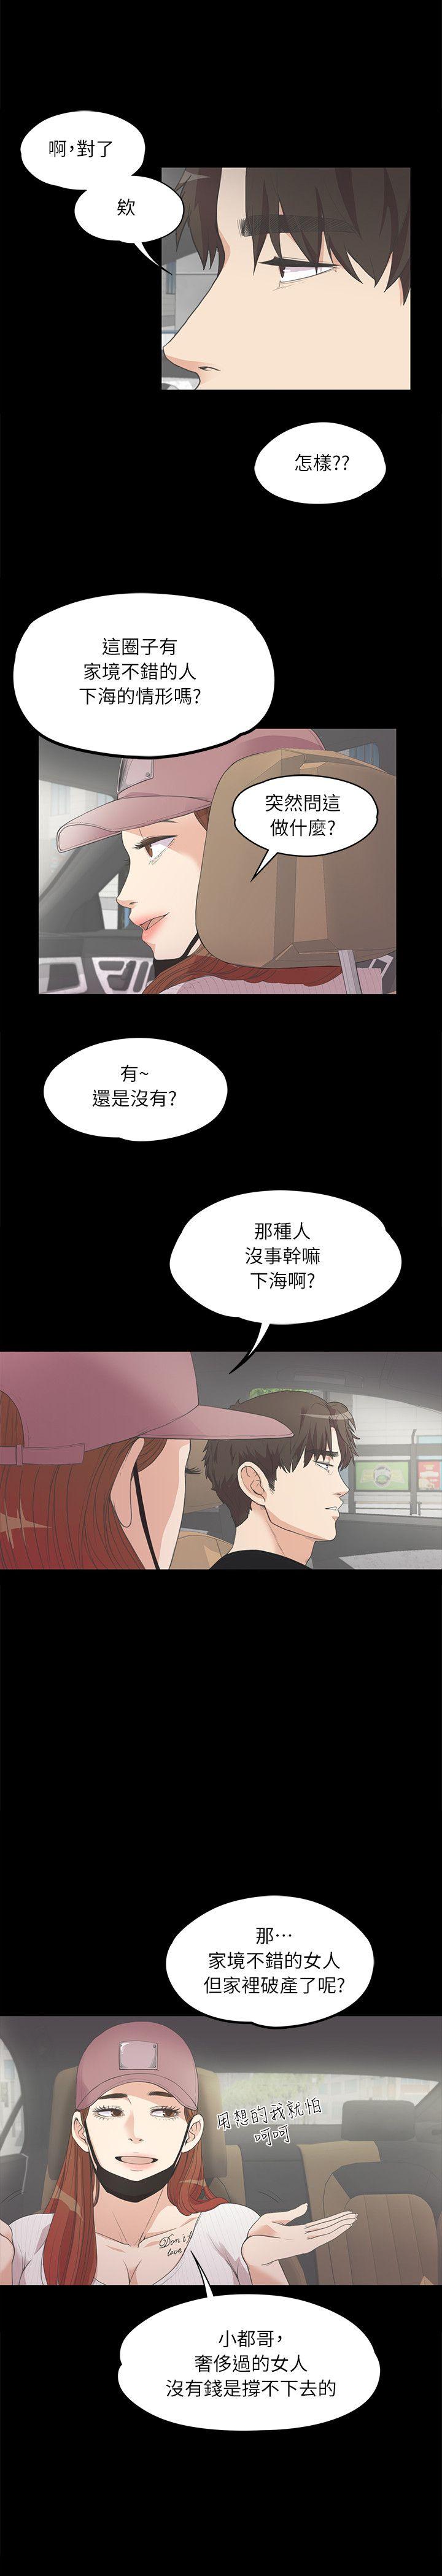 啊,對了
欸
怎樣??
這圈子有
家境不錯的人
下海的情形嗎?
突然問這
做什麼?
有~
還是沒有?
那種人
沒事幹嘛
下海啊?
那…
家境不錯的女人
但家裡破產了呢?
用想的我就怕
呵呵
Don't
love
小都哥,
奢侈過的女人
沒有錢是撐不下去的